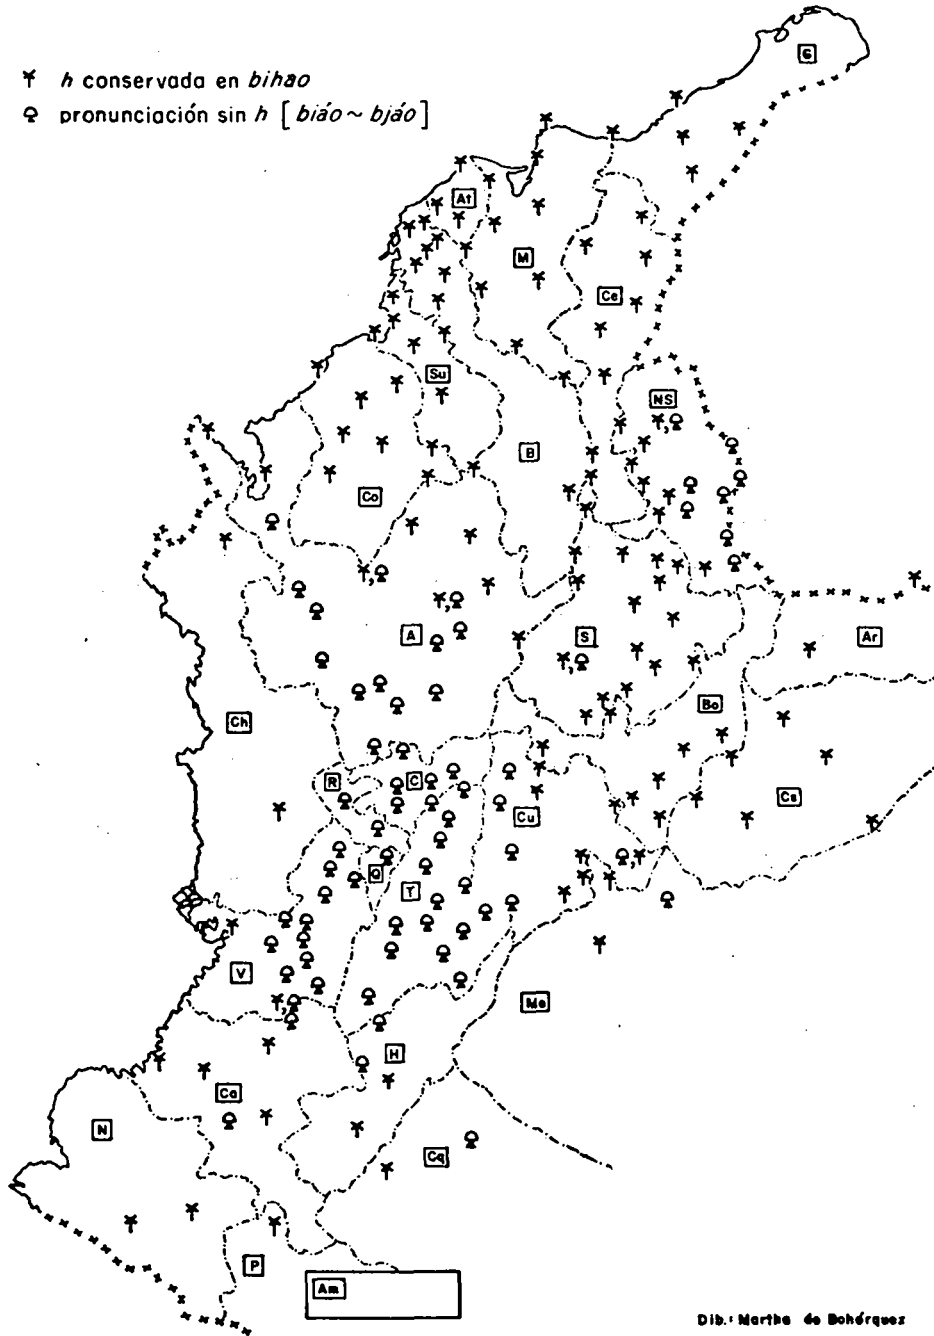 h conservada en bihao
pronunciación sin h [biáo ~ bjáo]
G
At
M
Ce
Su
NS
B
Co
A
S
Ar
Ch
Bo
R
C
Cu
Cs
Q
T
V
Me
H
Ca
N
Cq
P
Am
Dib.: Martha de Bohórquez